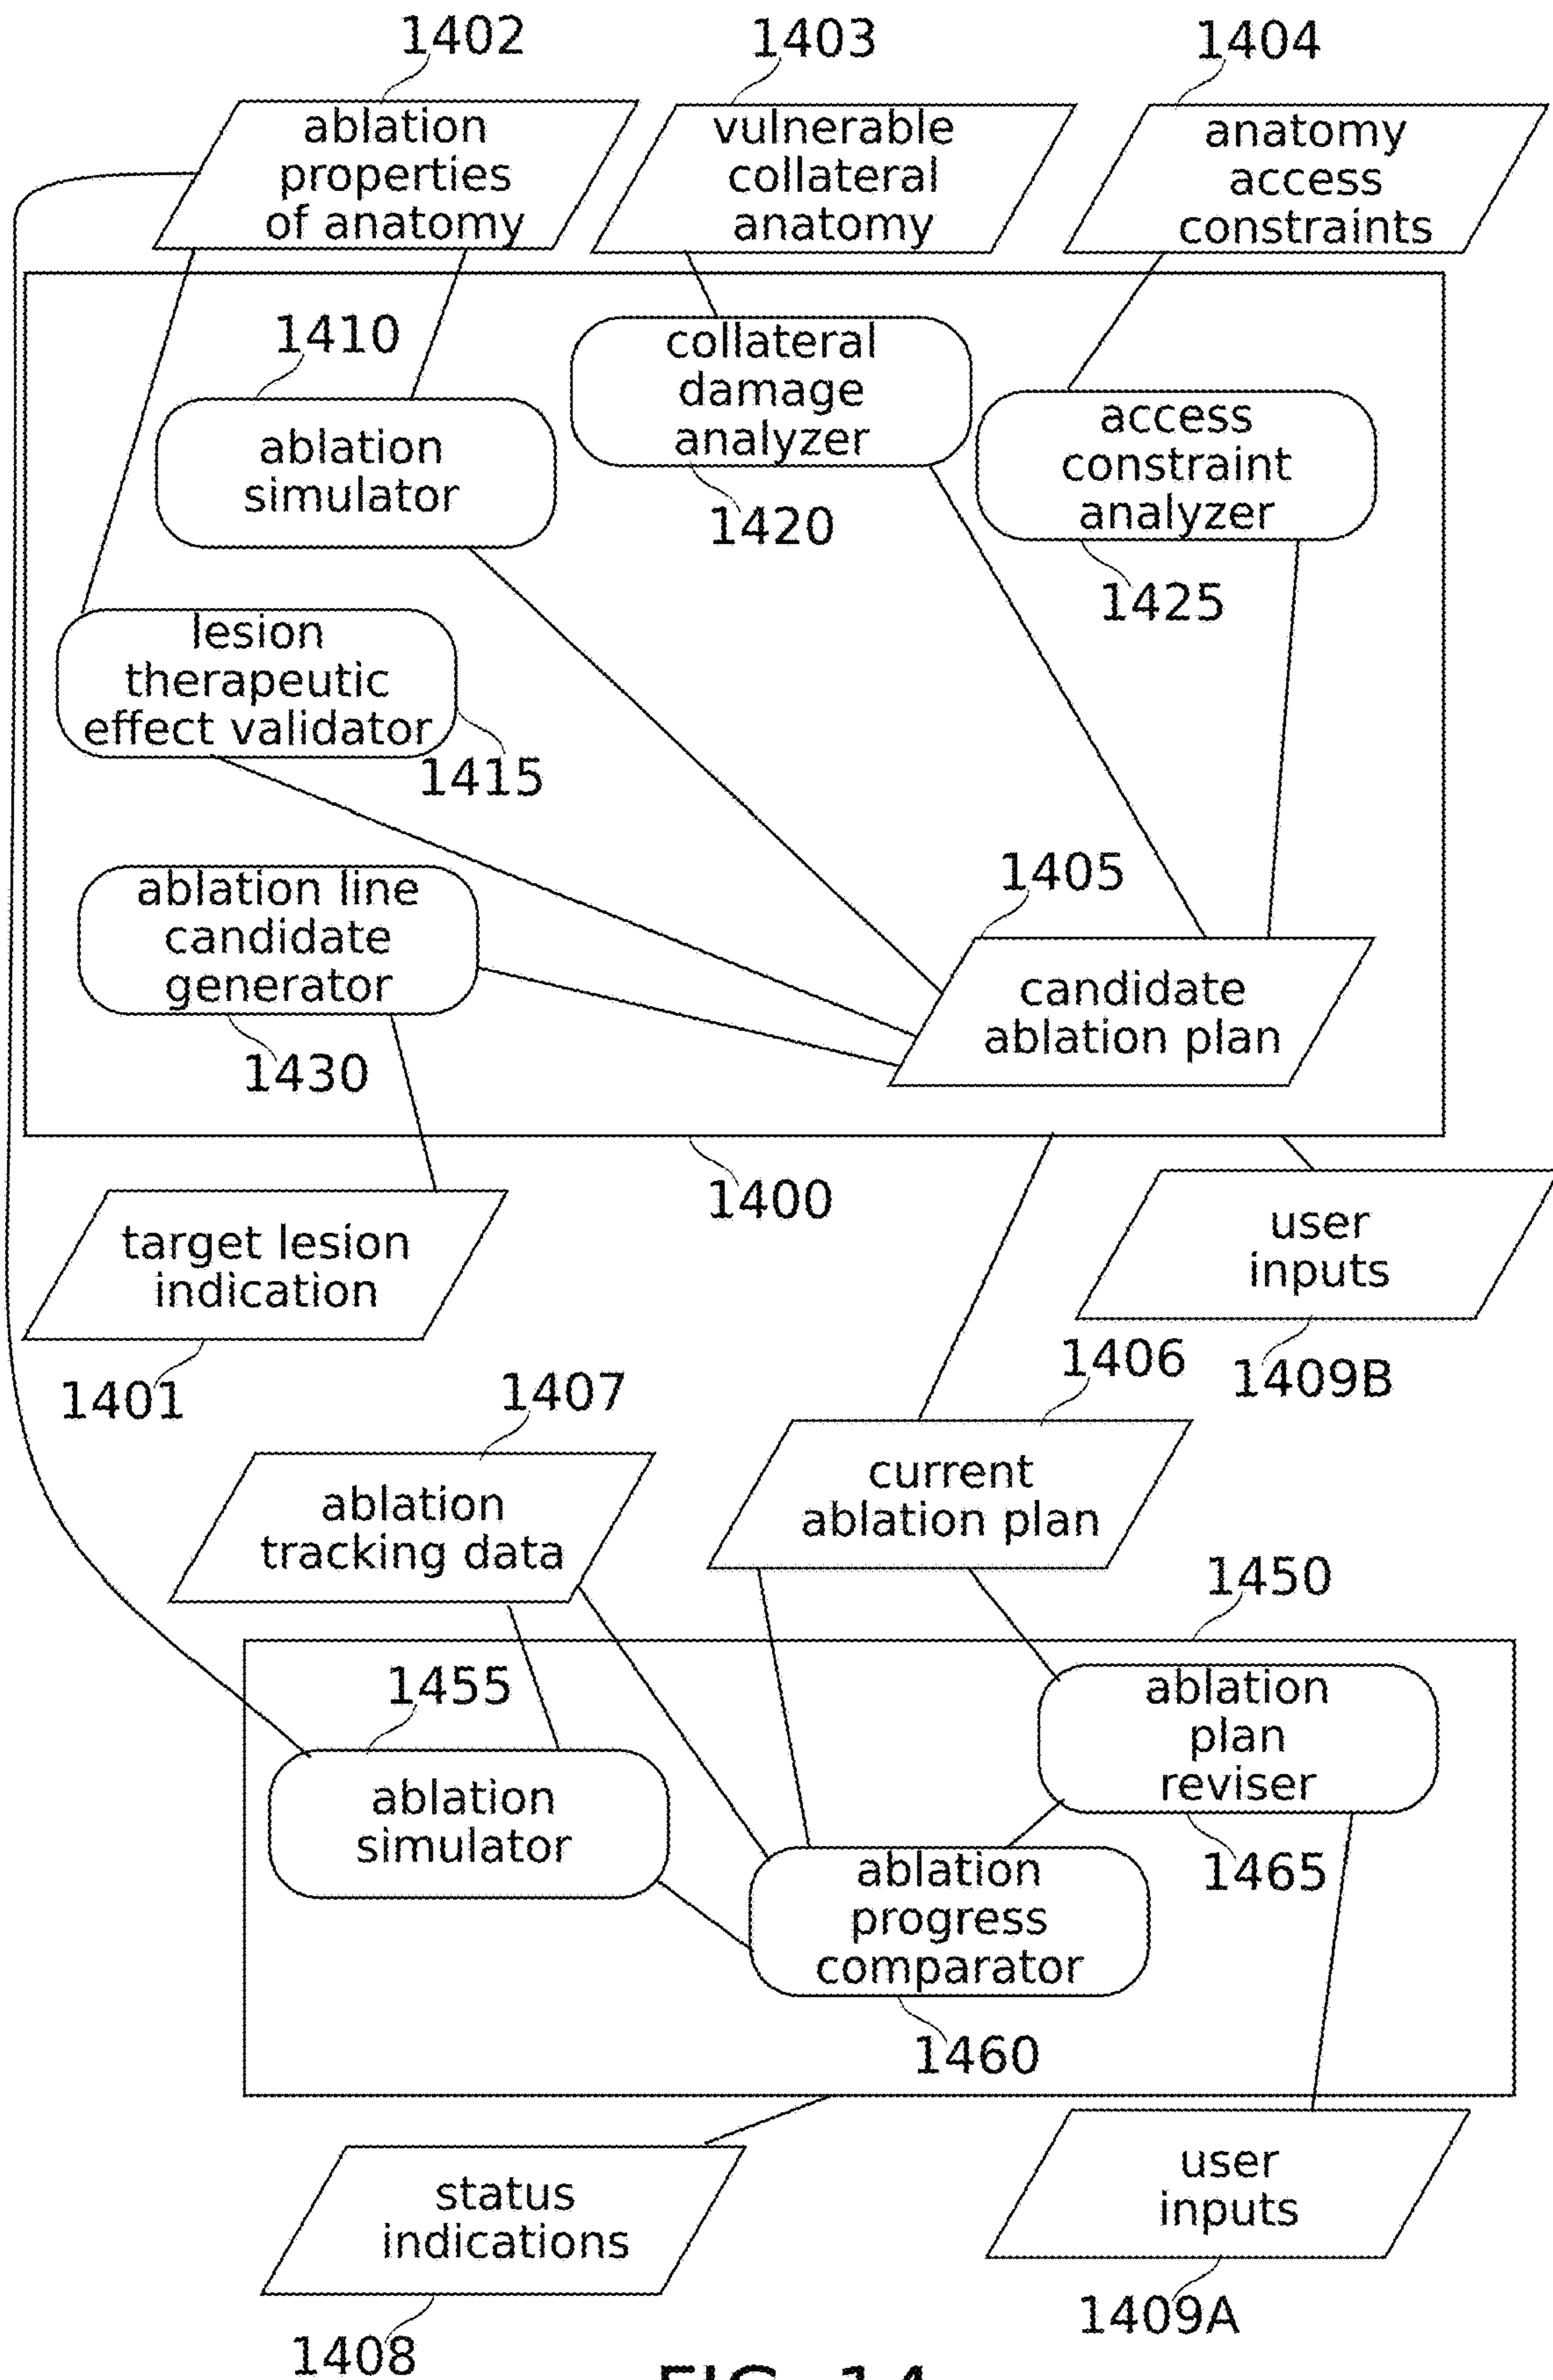 1402
1403
1404
ablation
properties
of anatomy
vulnerable
collateral
anatomy
anatomy
access
constraints
1410
ablation
simulator
collateral
damage
analyzer
1420
access
constraint
analyzer
1425
lesion
therapeutic
effect validator
1415
ablation line
candidate
generator
1430
1405
candidate
ablation plan
1400
target lesion
indication
1401
user
inputs
1409B
1407
ablation
tracking data
1406
current
ablation plan
1450
1455
ablation
simulator
ablation
plan
reviser
1465
ablation
progress
comparator
1460
status
indications
1408
user
inputs
1409A
FIG. 14